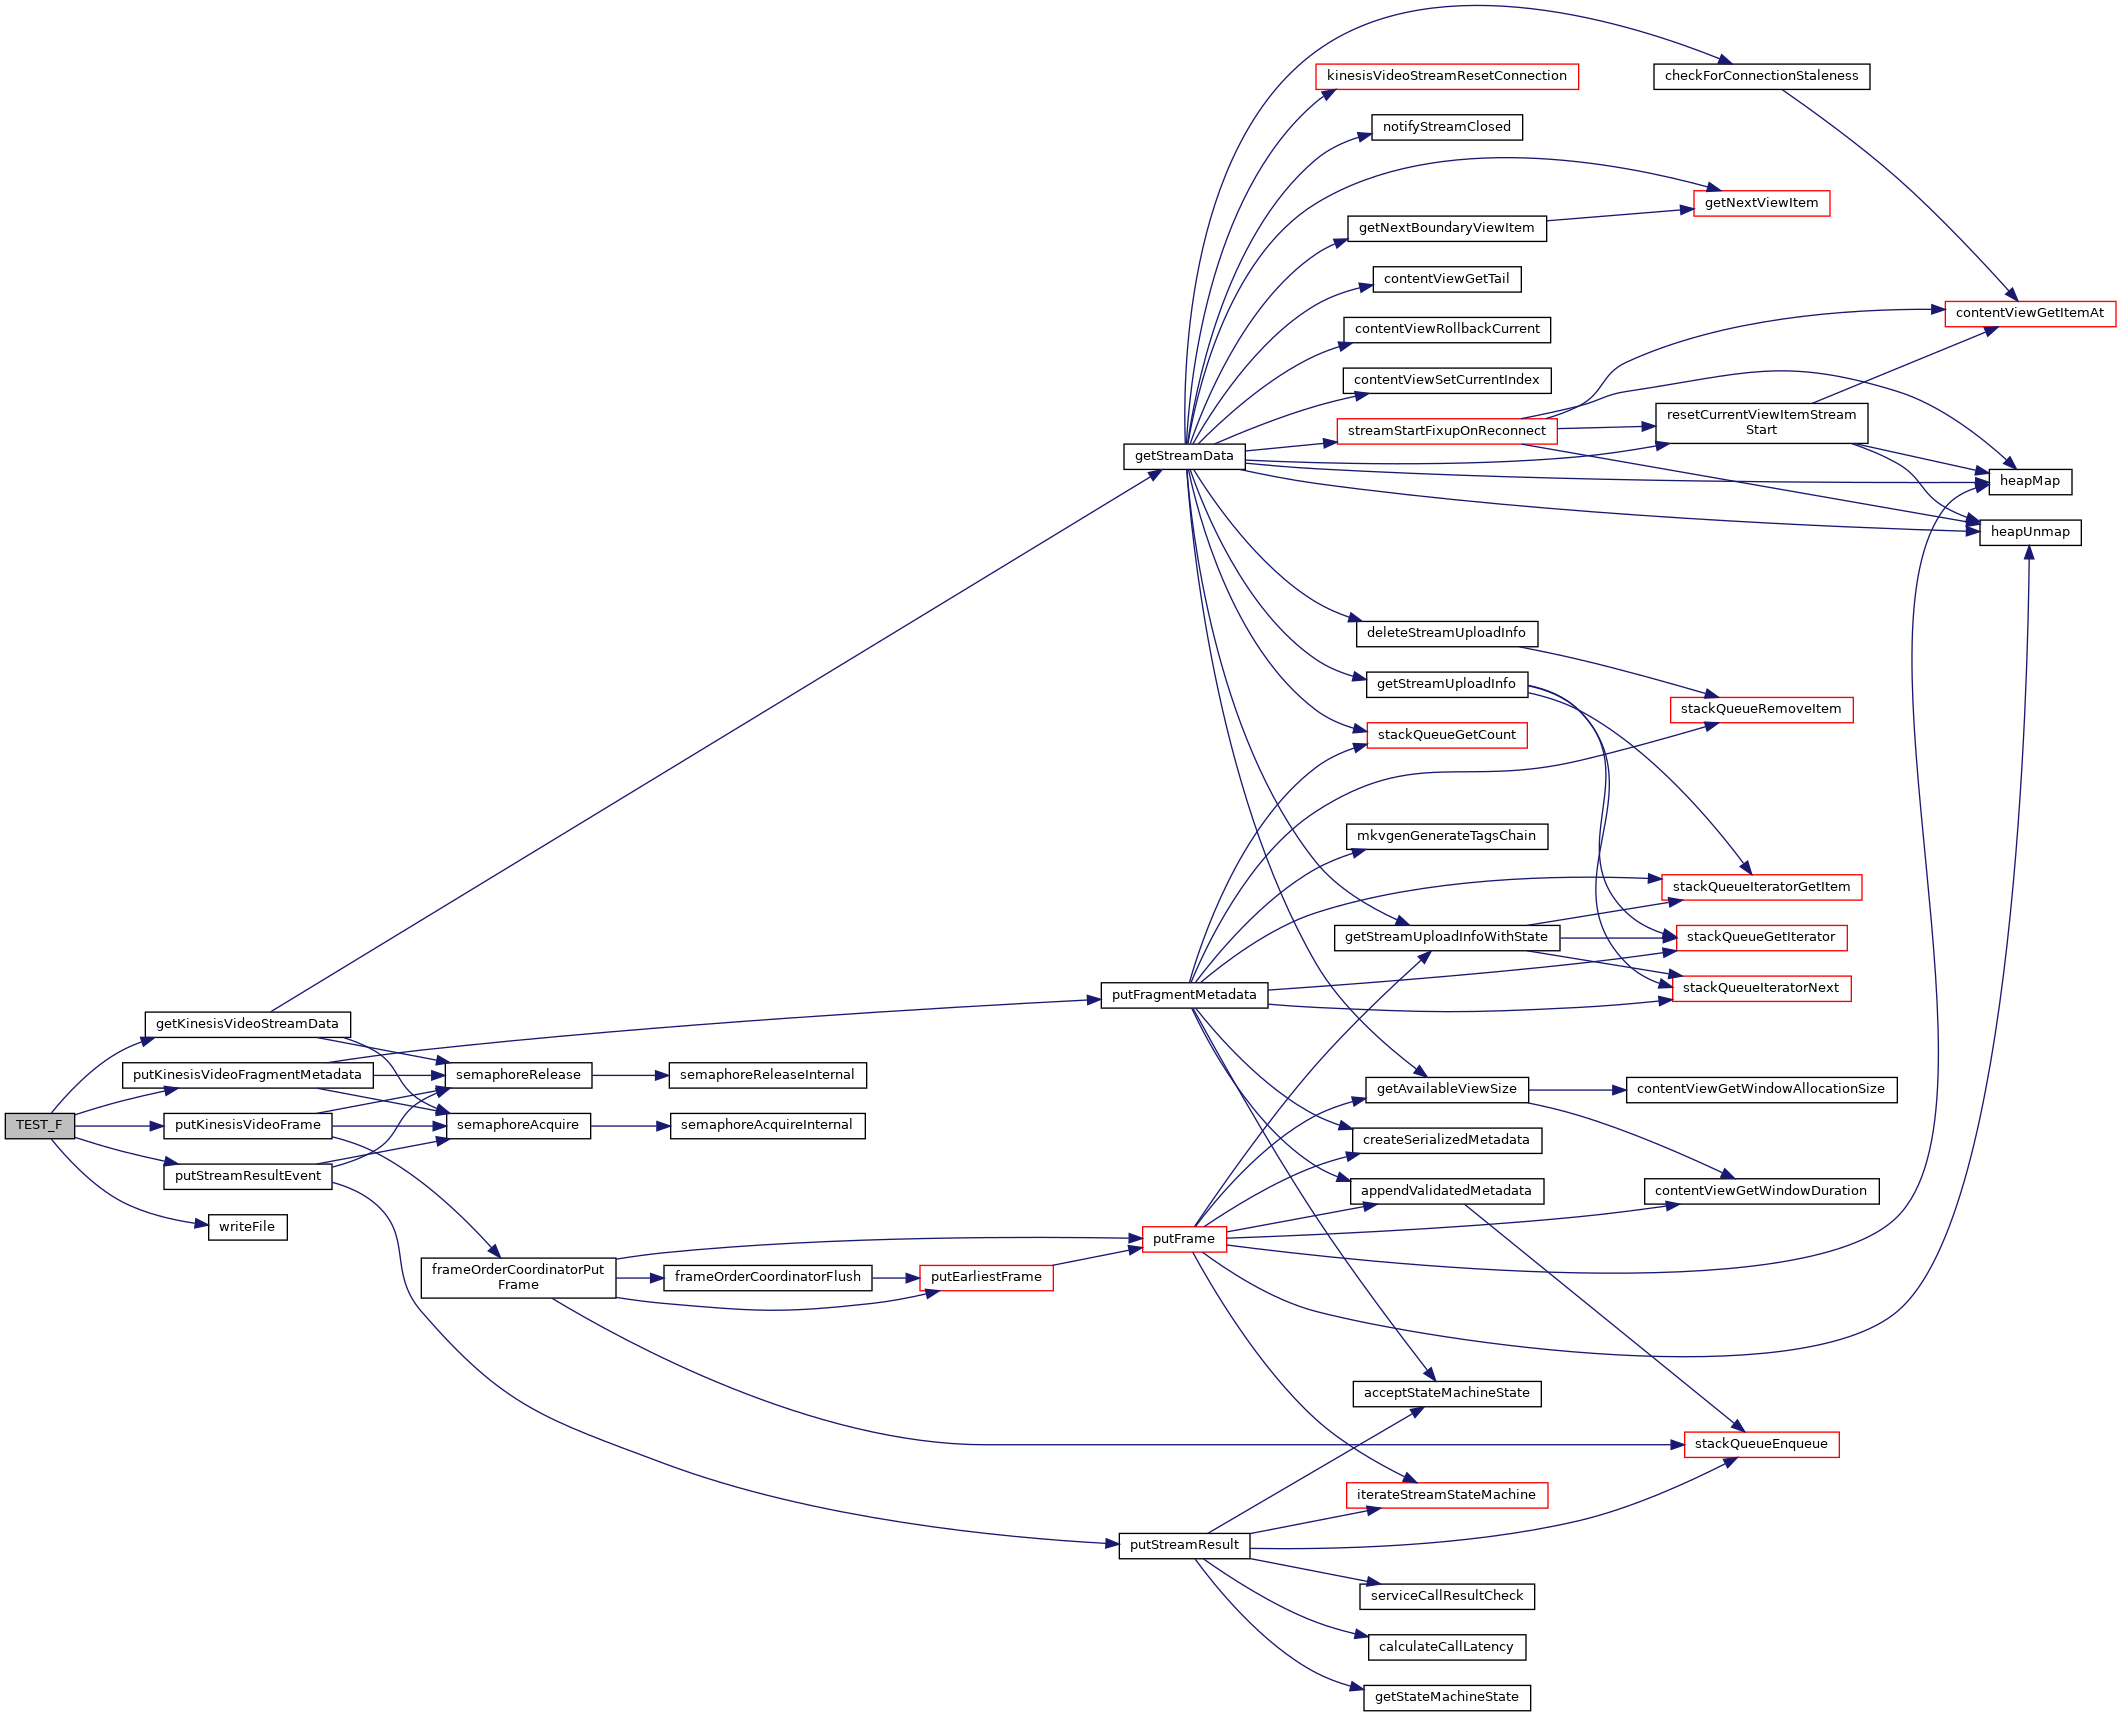 TEST_F
getKinesisVideoStreamData
putKinesisVideoFragmentMetadata
putKinesisVideoFrame
putStreamResultEvent
writeFile
semaphoreRelease
semaphoreAcquire
frameOrderCoordinatorPut
Frame
semaphoreReleaseInternal
semaphoreAcquireInternal
frameOrderCoordinatorFlush
putEarliestFrame
getStreamData
putFragmentMetadata
putFrame
putStreamResult
kinesisVideoStreamResetConnection
notifyStreamClosed
getNextBoundaryViewItem
contentViewGetTail
contentViewRollbackCurrent
contentViewSetCurrentIndex
streamStartFixupOnReconnect
deleteStreamUploadInfo
getStreamUploadInfo
stackQueueGetCount
mkvgenGenerateTagsChain
getStreamUploadInfoWithState
getAvailableViewSize
createSerializedMetadata
appendValidatedMetadata
acceptStateMachineState
iterateStreamStateMachine
serviceCallResultCheck
calculateCallLatency
getStateMachineState
checkForConnectionStaleness
getNextViewItem
resetCurrentViewItemStream
Start
stackQueueRemoveItem
stackQueueIteratorGetItem
stackQueueGetIterator
stackQueueIteratorNext
contentViewGetWindowAllocationSize
contentViewGetWindowDuration
stackQueueEnqueue
contentViewGetItemAt
heapMap
heapUnmap